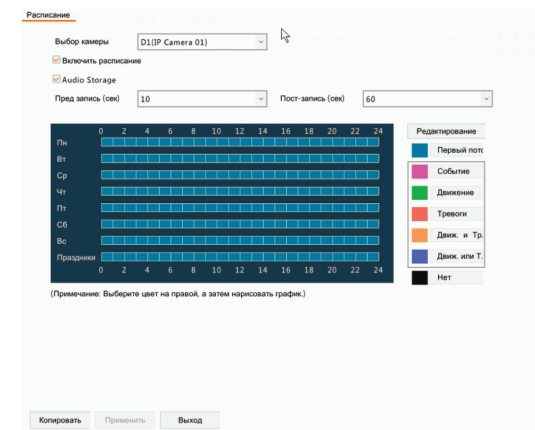 Расписание
Выбор камеры D1(IP Camera 01)
Включить расписание
Audio Storage
Пред запись (сек) 10 Пост-запись (сек) 60
0 2 4 6 8 10 12 14 16 18 20 22 24 Редактирование
Пн Первый пото
Вт Событие
Ср
Чт Движение
Пт Тревоги
Сб Движ. и Тр.
Вс
Праздники Движ. или Т.
0 2 4 6 8 10 12 14 16 18 20 22 24 Нет
(Примечание: Выберите цвет на правой, а затем нарисовать график.)
Копировать Применить Выход